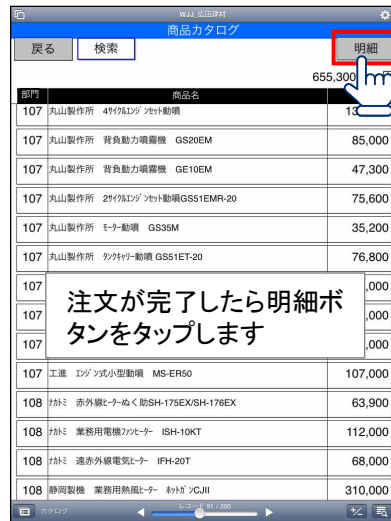 WJJ_広田建材
商品カタログ
戻る 検索 明細
655,300
部門 商品名
107 丸山製作所 4サイクルエンジンセット動噴
107 丸山製作所 背負動力噴霧機 GS20EM 85,000
107 丸山製作所 背負動力噴霧機 GE10EM 47,300
107 丸山製作所 2サイクルエンジンセット動噴GS51EMR-20 75,600
107 丸山製作所 モーター動噴 GS35M 35,200
107 丸山製作所 タンクキャリー動噴 GS51ET-20 76,800
107 ,000
注文が完了したら明細ボ
107 ,000
タンをタップします
107 ,000
107 工進 エンジン式小型動噴 MS-ER50 107,000
108 ナカトミ 赤外線ヒーターぬく助SH-175EX/SH-176EX 63,900
108 ナカトミ 業務用電機ファンヒーター ISH-10KT 112,000
108 ナカトミ 遠赤外線電気ヒーター IFH-20T 68,000
108 静岡製機 業務用熱風ヒーター ホットガンCJII 310,000
カタログ レコード 91 / 200